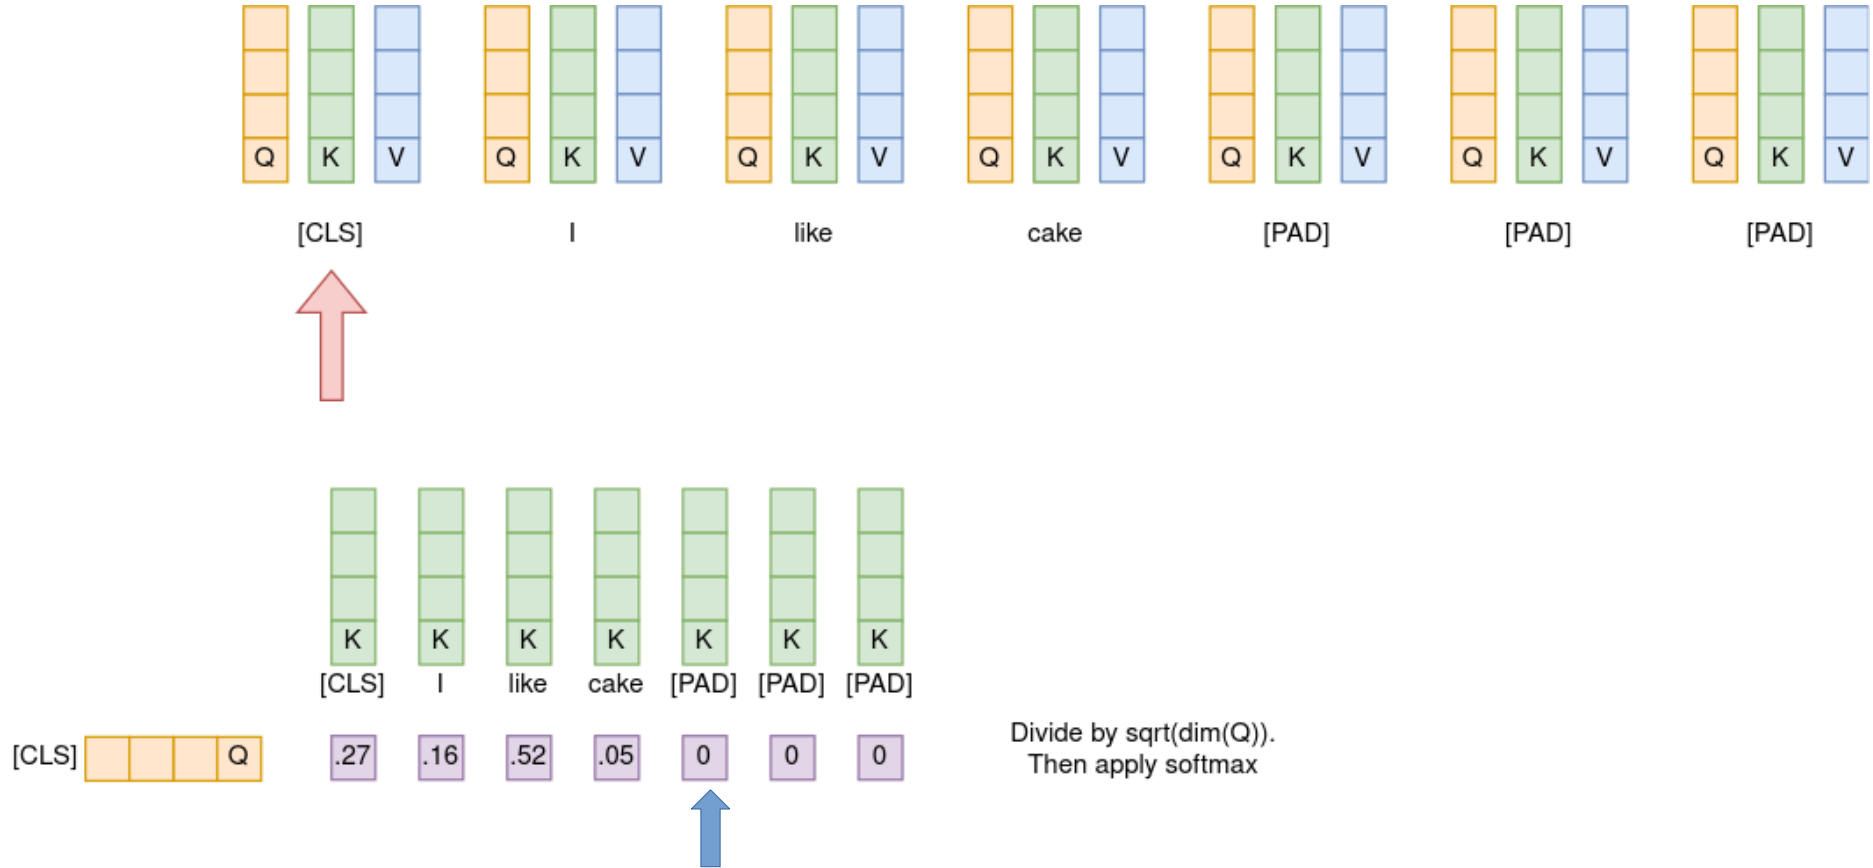 Q K V Q K V Q K V Q K V Q K V Q K V Q K V
[CLS] I like cake [PAD] [PAD] [PAD]
K K K K K K K
[CLS] I like cake [PAD] [PAD] [PAD]
[CLS] Q .27 .16 .52 .05 0 0 0
Divide by sqrt(dim(Q)).
Then apply softmax